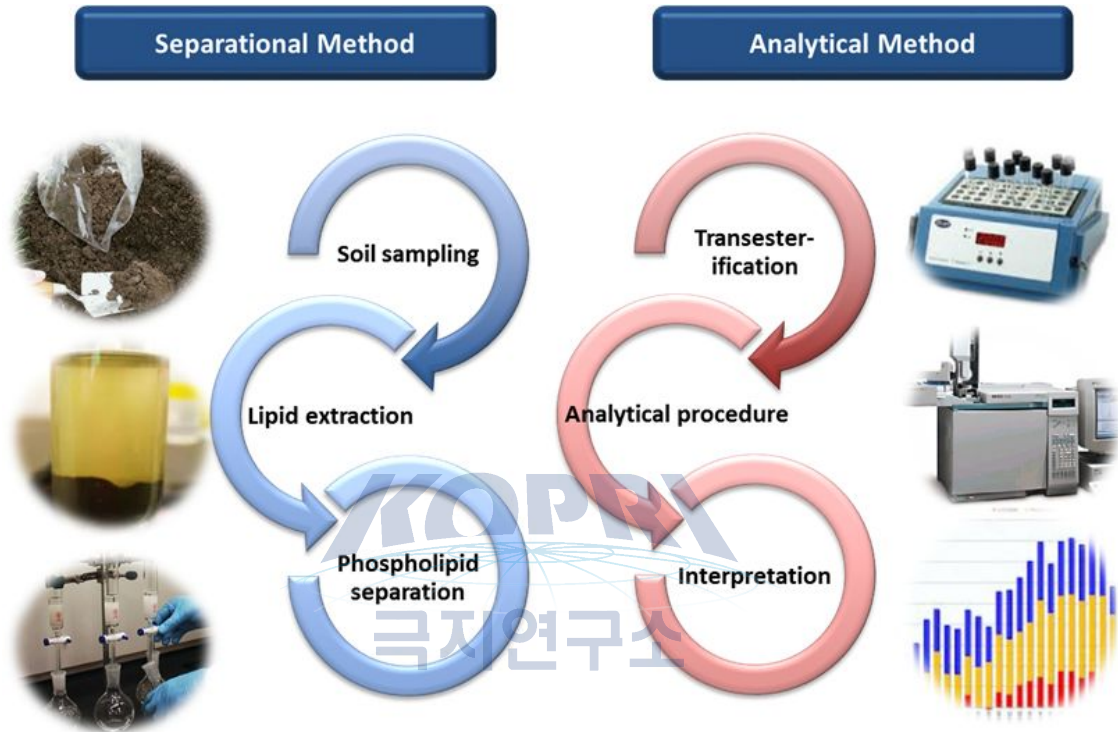 Separational Method
Analytical Method
Soil sampling
Lipid extraction
Phospholipid
separation
Transester-
ification
Analytical procedure
Interpretation
KOPRI
극지연구소